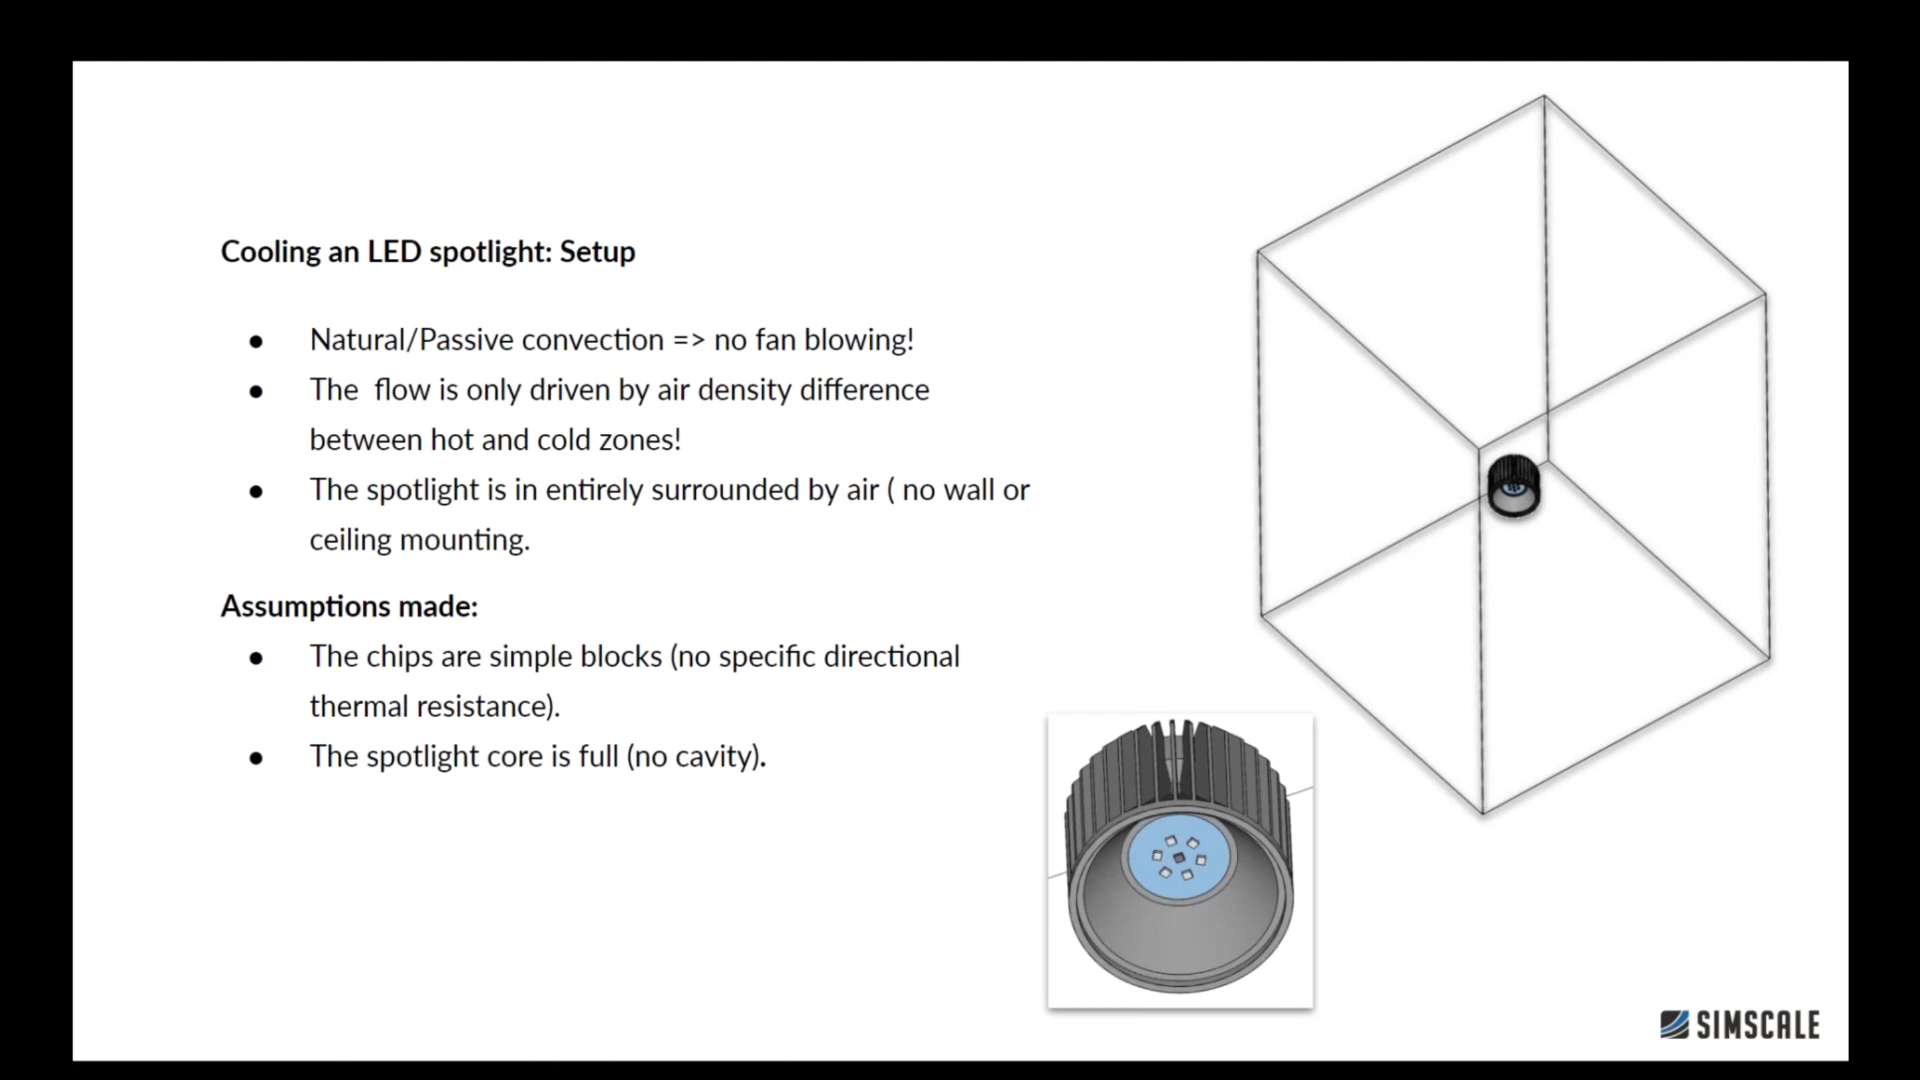 Cooling an LED spotlight: Setup
● Natural/Passive convection => no fan blowing!
● The  flow is only driven by air density difference
between hot and cold zones!
● The spotlight is in entirely surrounded by air ( no wall or
ceiling mounting.
Assumptions made:
● The chips are simple blocks (no specific directional
thermal resistance).
● The spotlight core is full (no cavity).
SIMSCALE